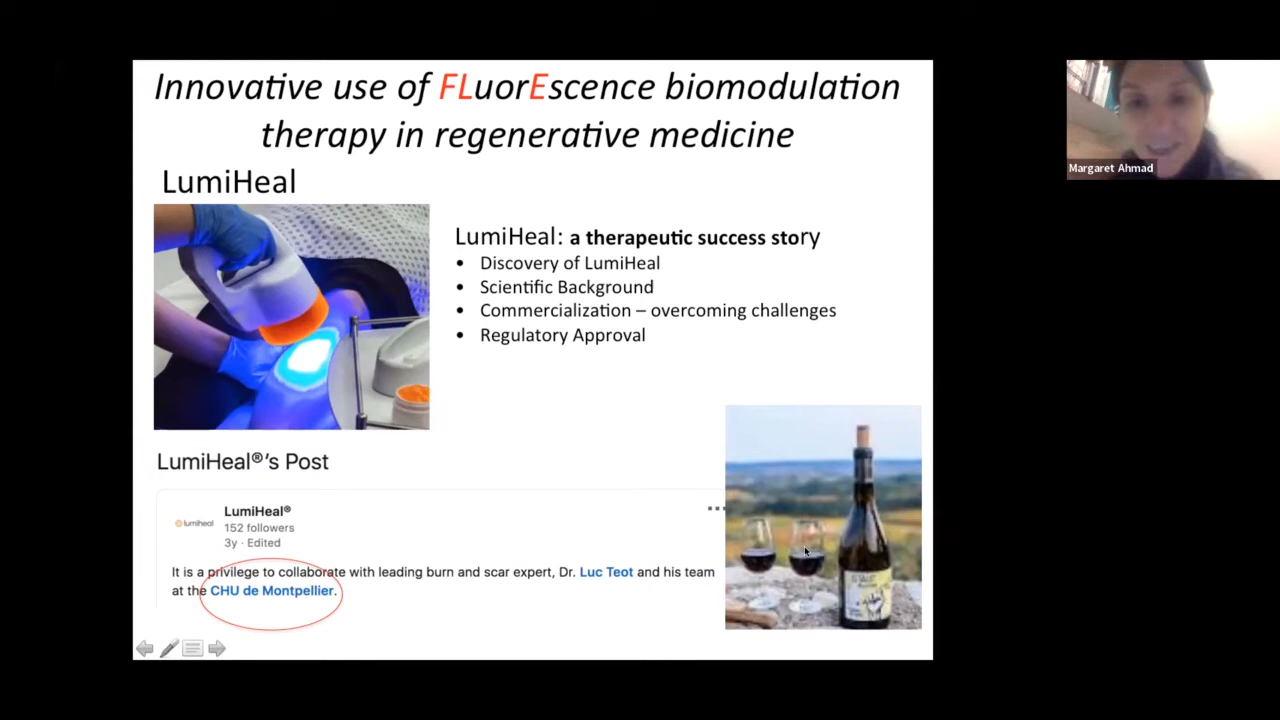 Innovative use of FLuorEscence biomodulation
therapy in regenerative medicine
LumiHeal
LumiHeal: a therapeutic success story
• Discovery of LumiHeal
• Scientific Background
• Commercialization – overcoming challenges
• Regulatory Approval
LumiHeal®'s Post
lumiheal
LumiHeal®
152 followers
3y · Edited
It is a privilege to collaborate with leading burn and scar expert, Dr. Luc Teot and his team
at the CHU de Montpellier.
Margaret Ahmad